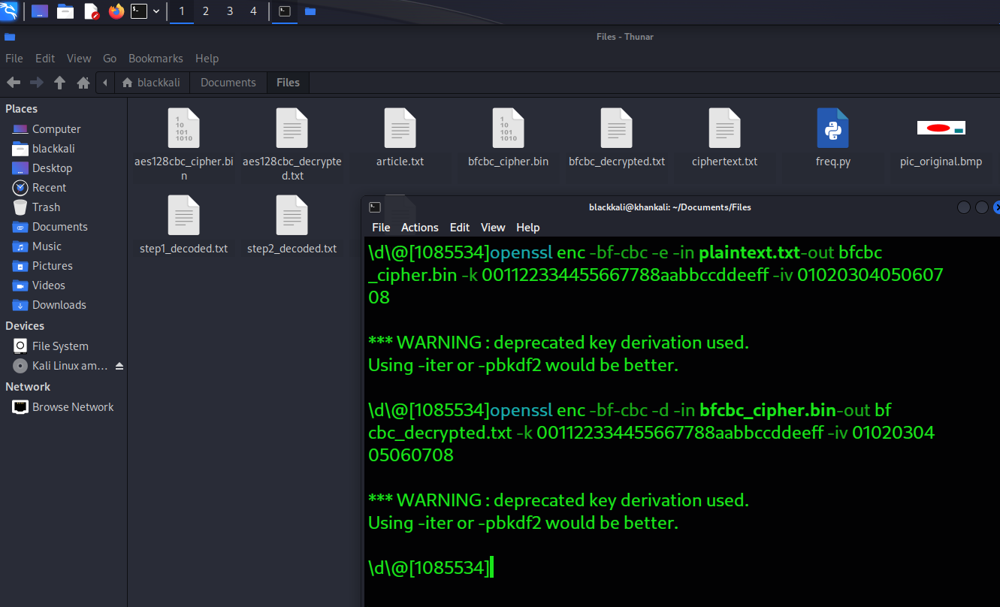 1 2 3 4
Files - Thunar
File Edit View Go Bookmarks Help
blackkali Documents Files
Places
Computer
blackkali
Desktop
Recent
Trash
Documents
Music
Pictures
Videos
Downloads
Devices
File System
Kali Linux am...
Network
Browse Network
aes128cbc_cipher.bi
n
aes128cbc_decrypte
d.txt
article.txt
bfcbc_cipher.bin
bfcbc_decrypted.txt
ciphertext.txt
freq.py
pic_original.bmp
step1_decoded.txt
step2_decoded.txt
blackkali@khankali: ~/Documents/Files
File Actions Edit View Help
\d\@[1085534]openssl enc -bf-cbc -e -in plaintext.txt-out bfcbc
_cipher.bin -k 00112233445566778­8aabbccddeeff -iv 01020304050607
08
*** WARNING : deprecated key derivation used.
Using -iter or -pbkdf2 would be better.
\d\@[1085534]openssl enc -bf-cbc -d -in bfcbc_cipher.bin-out bf
cbc_decrypted.txt -k 001122334455667788aabbccddeeff -iv 01020304
05060708
*** WARNING : deprecated key derivation used.
Using -iter or -pbkdf2 would be better.
\d\@[1085534]